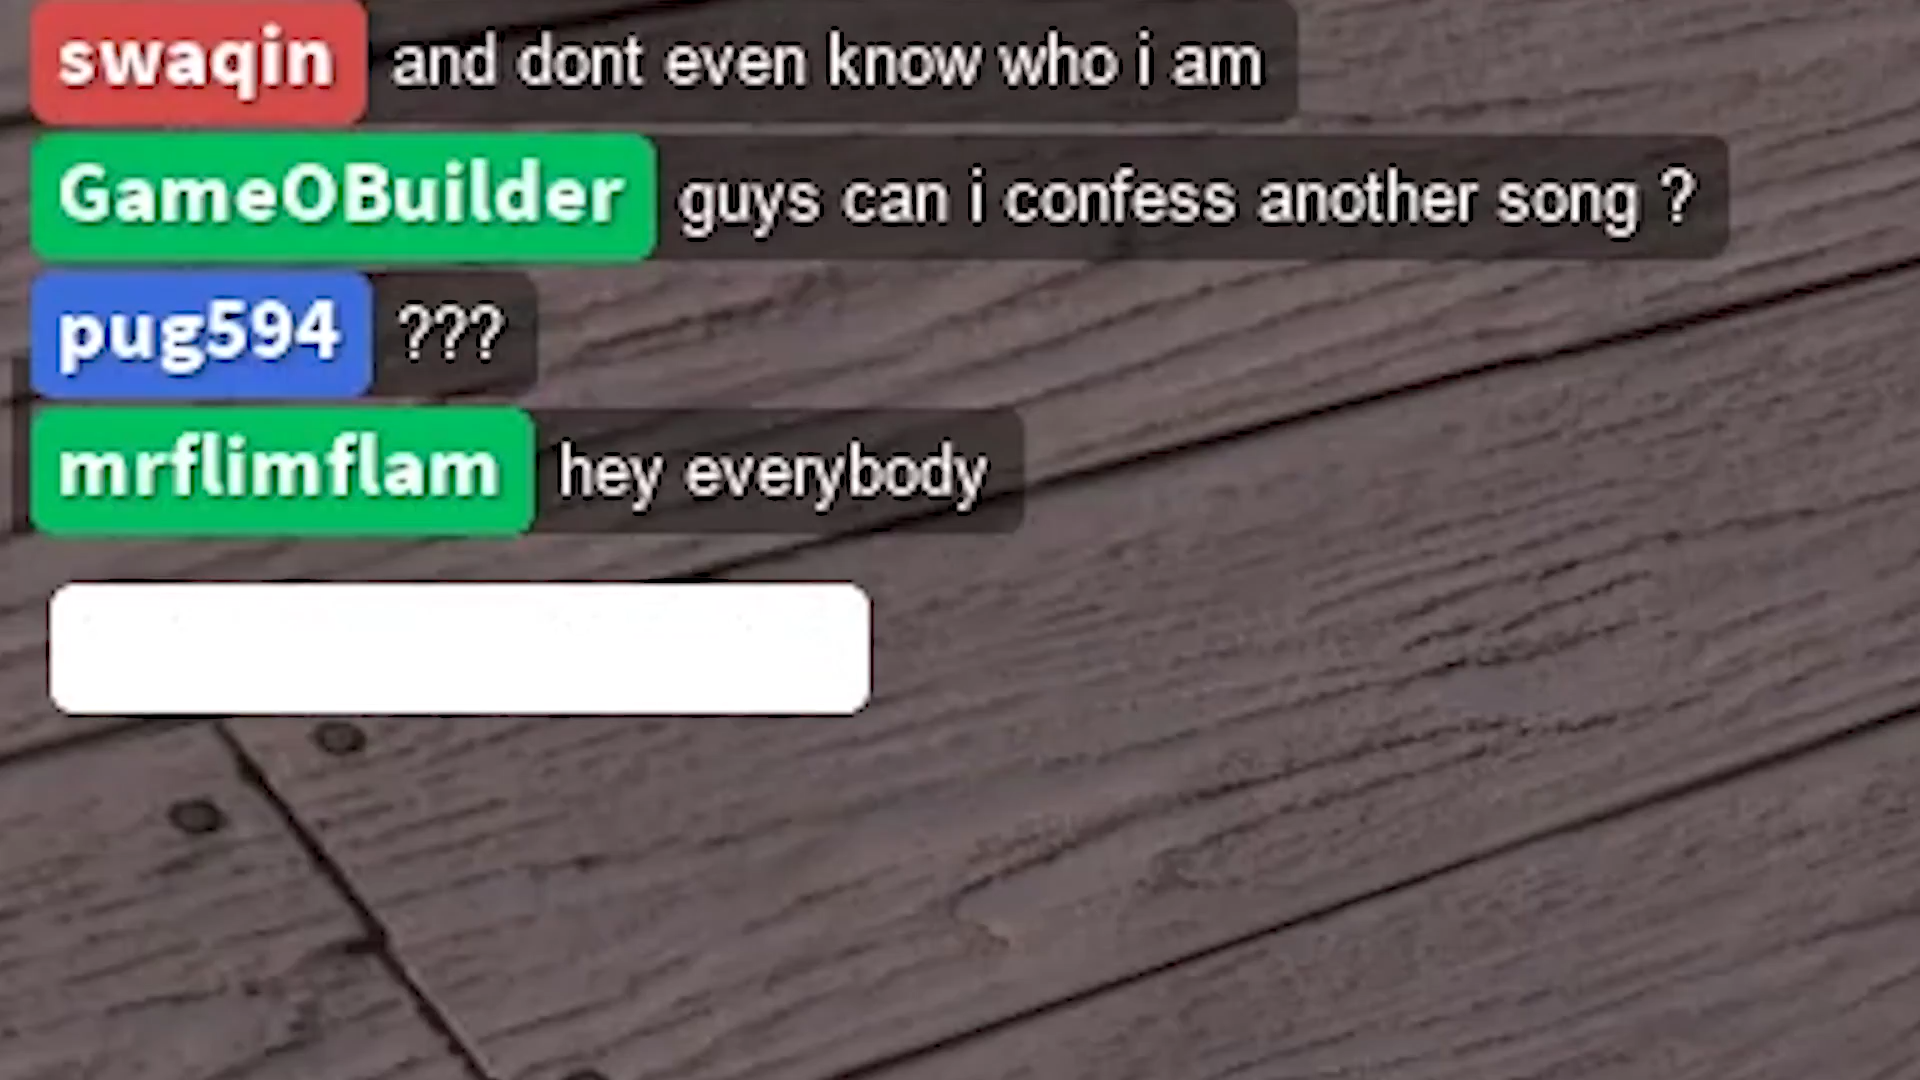 swaqin and dont even know who i am
GameOBuilder guys can i confess another song ?
pug594 ???
mrflimflam hey everybody